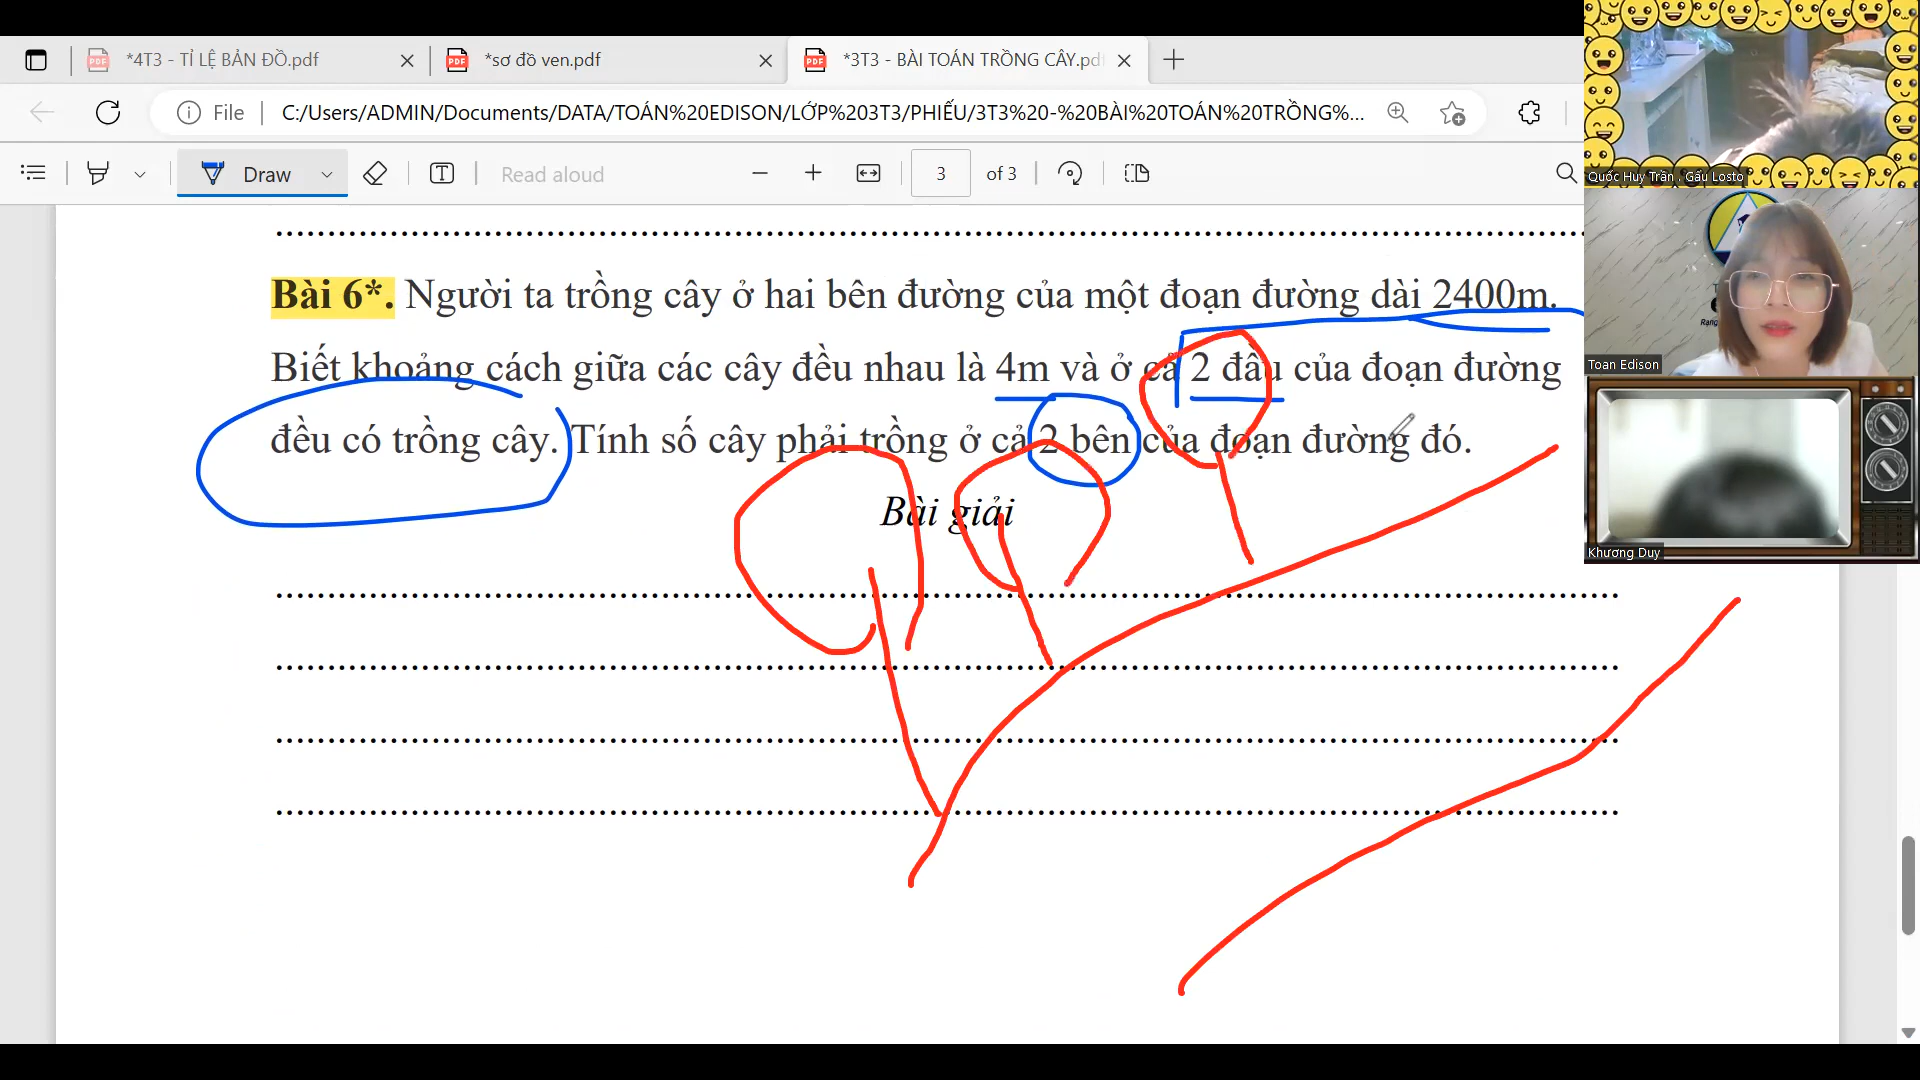 *4T3 - TỈ LỆ BẢN ĐỒ.pdf
*sơ đồ ven.pdf
*3T3 - BÀI TOÁN TRỒNG CÂY.pd
File
C:/Users/ADMIN/Documents/DATA/TOÁN%20EDISON/LỚP%203T3/PHIẾU/3T3%20-%20BÀI%20TOÁN%20TRỒNG%...
Draw
Read aloud
3
of 3
Bài 6*. Người ta trồng cây ở hai bên đường của một đoạn đường dài 2400m.
Biết khoảng cách giữa các cây đều nhau là 4m và ở cả 2 đầu của đoạn đường
đều có trồng cây. Tính số cây phải trồng ở cả 2 bên của đoạn đường đó.
Bài giải
Quốc Huy Trần . Gấu Losto
Toan Edison
Khương Duy